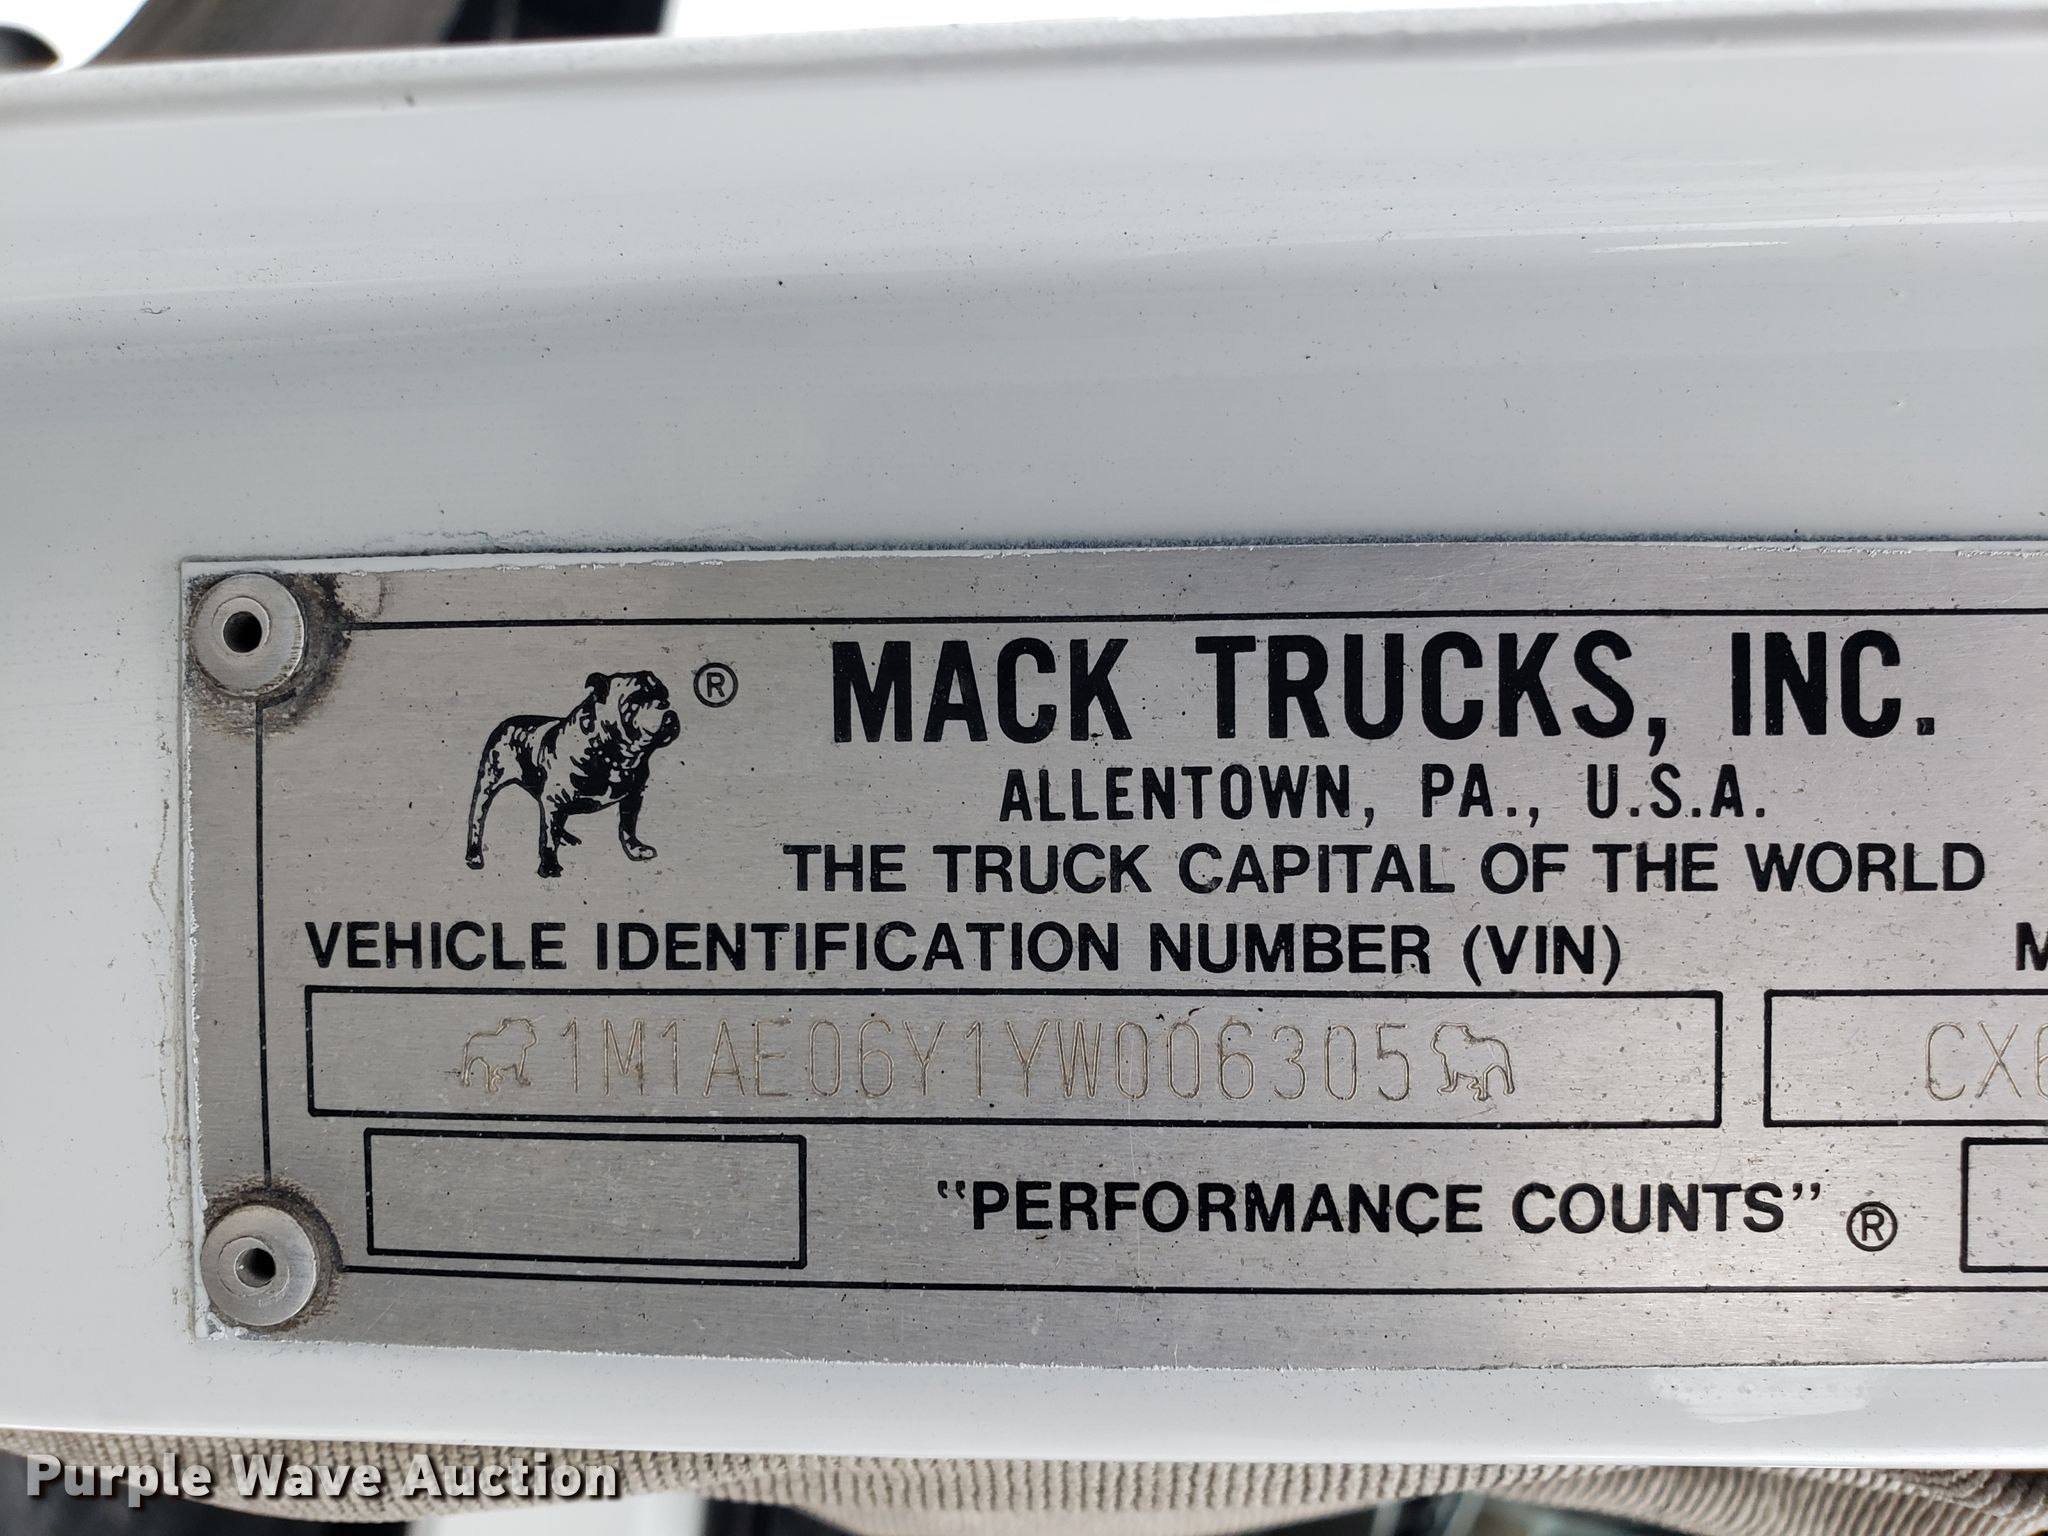 ® MACK TRUCKS, INC.
ALLENTOWN, PA., U.S.A.
THE TRUCK CAPITAL OF THE WORLD
VEHICLE IDENTIFICATION NUMBER (VIN) M
1M1AE06Y1YW006305 CX6
"PERFORMANCE COUNTS" ®
Purple Wave Auction